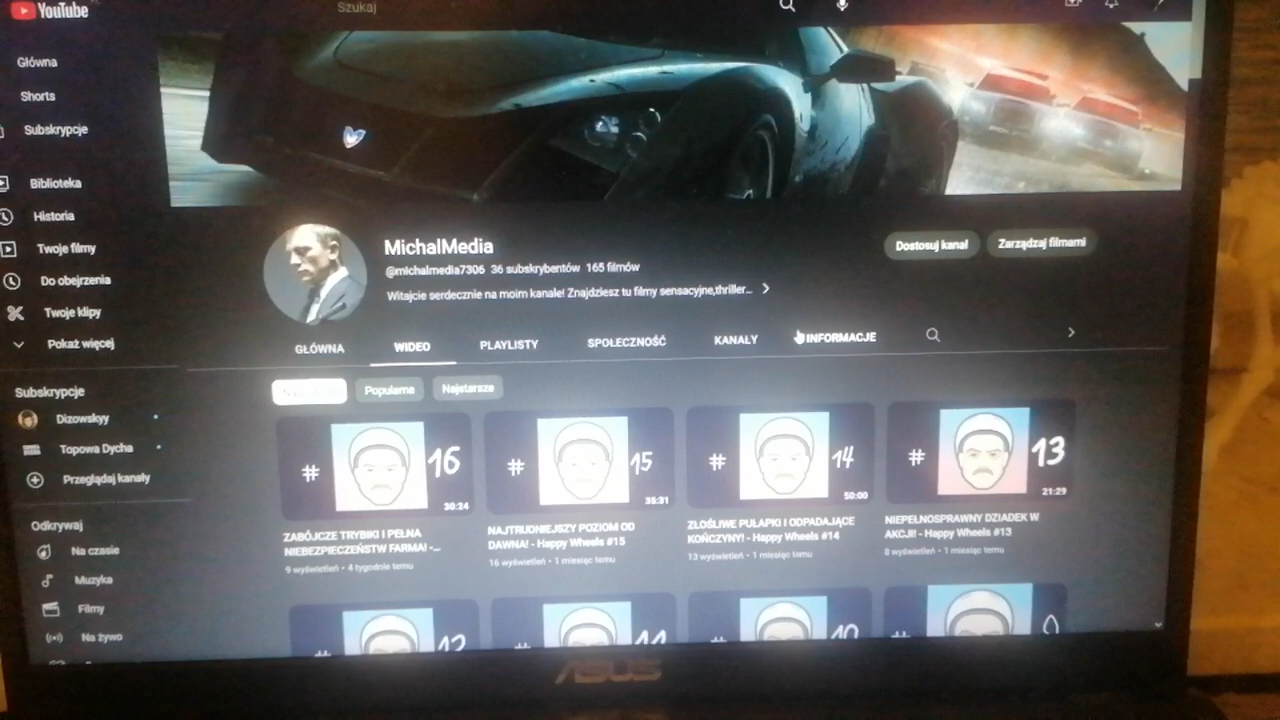 YouTube
Szukaj
Główna
Shorts
Subskrypcje
Biblioteka
Historia
Twoje filmy
Do obejrzenia
Twoje klipy
Pokaż więcej
Subskrypcje
Dizowskyy
Topowa Dycha
Przeglądaj kanały
Odkrywaj
Na czasie
Muzyka
Filmy
Na żywo
MichalMedia
@michalmedia7306 36 subskrybentów 165 filmów
Witajcie serdecznie na moim kanale! Znajdziesz tu filmy sensacyjne,thriller...
Dostosuj kanał
Zarządzaj filmami
GŁÓWNA
WIDEO
PLAYLISTY
SPOŁECZNOŚĆ
KANAŁY
INFORMACJE
Popularne
Najstarsze
# 16
30:24
ZABÓJCZE TRYBIKI I PEŁNA
NIEBEZPIECZEŃSTW FARMA! -...
9 wyświetleń • 4 tygodnie temu
# 15
35:31
NAJTRUDNIEJSZY POZIOM OD
DAWNA! - Happy Wheels #15
16 wyświetleń • 1 miesiąc temu
# 14
50:00
ZŁOŚLIWE PUŁAPKI I ODPADAJĄCE
KOŃCZYNY! - Happy Wheels #14
13 wyświetleń • 1 miesiąc temu
# 13
21:29
NIEPEŁNOSPRAWNY DZIADEK W
AKCJI! - Happy Wheels #13
8 wyświetleń • 1 miesiąc temu
# 12
# 11
# 10
#
ASUS